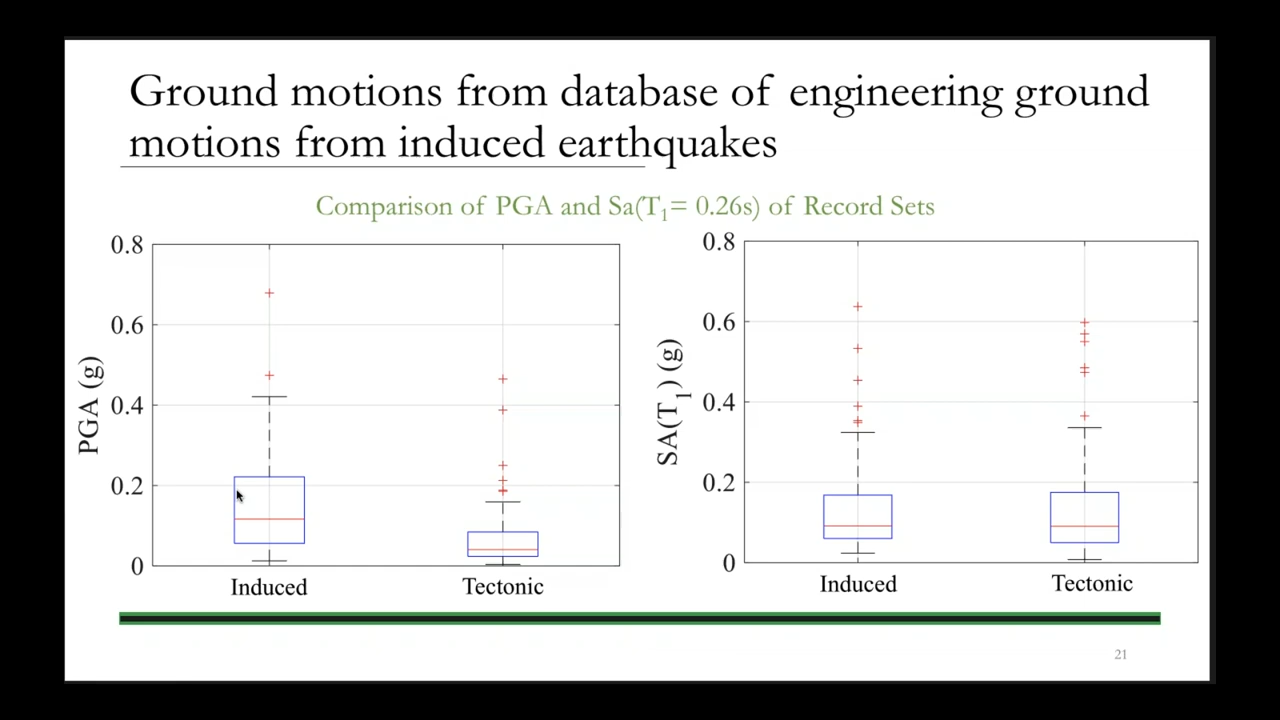 Ground motions from database of engineering ground
motions from induced earthquakes
Comparison of PGA and Sa(T₁= 0.26s) of Record Sets
PGA (g)
0.8
0.6
0.4
0.2
0
Induced
Tectonic
SA(T₁) (g)
0.8
0.6
0.4
0.2
0
Induced
Tectonic
21